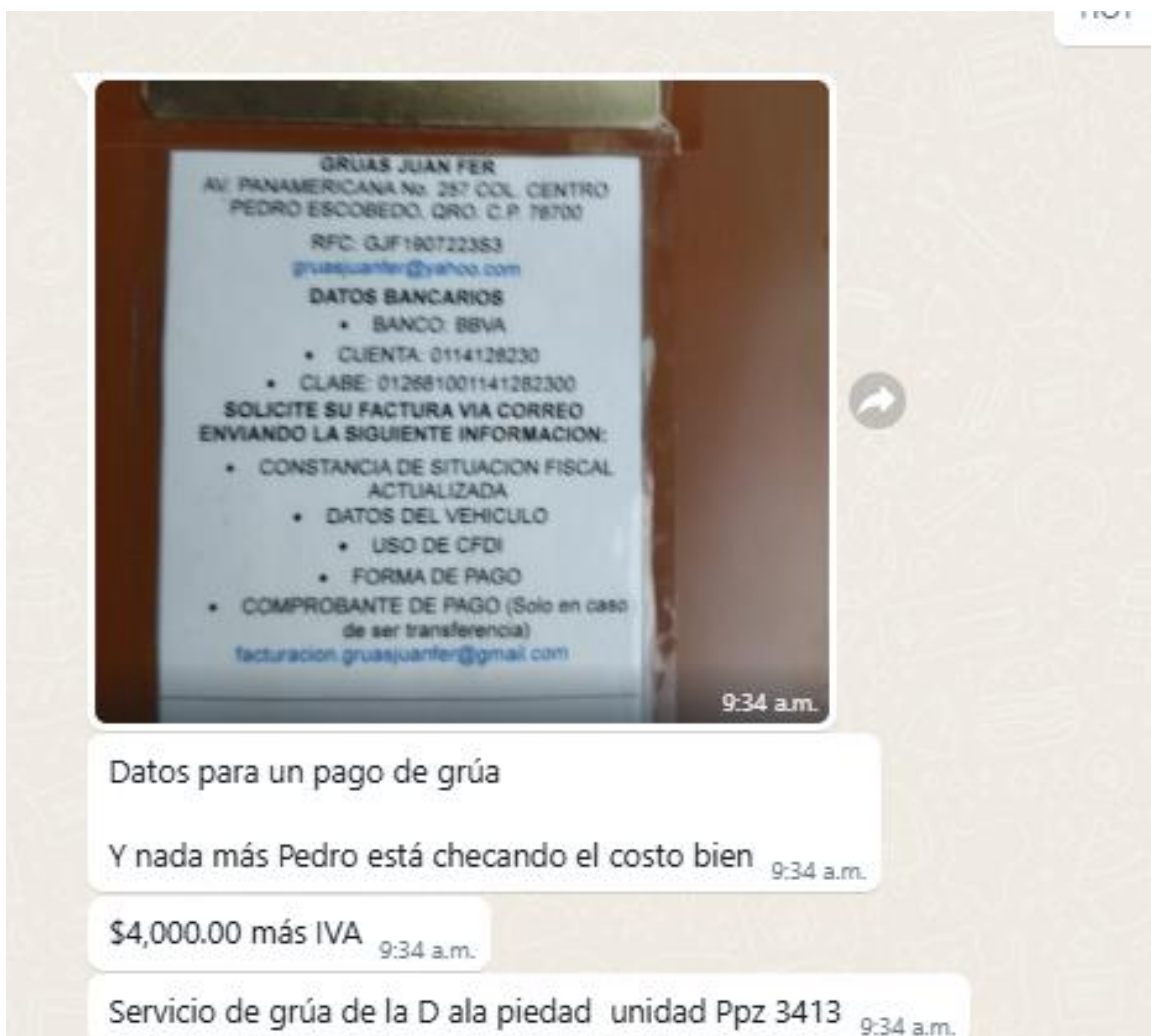 GRUAS JUAN FER
AV. PANAMERICANA No. 257 COL. CENTRO
PEDRO ESCOBEDO, QRO. C.P. 76700
RFC: GJF1907223S3
gruasjuanfer@yahoo.com
DATOS BANCARIOS
• BANCO: BBVA
• CUENTA: 0114128230
• CLABE: 012681001141282300
SOLICITE SU FACTURA VIA CORREO
ENVIANDO LA SIGUIENTE INFORMACION:
• CONSTANCIA DE SITUACION FISCAL
ACTUALIZADA
• DATOS DEL VEHICULO
• USO DE CFDI
• FORMA DE PAGO
• COMPROBANTE DE PAGO (Solo en caso
de ser transferencia)
facturacion.gruasjuanfer@gmail.com
9:34 a.m.
Datos para un pago de grúa
Y nada más Pedro está checando el costo bien 9:34 a.m.
$4,000.00 más IVA 9:34 a.m.
Servicio de grúa de la D ala piedad unidad Ppz 3413 9:34 a.m.